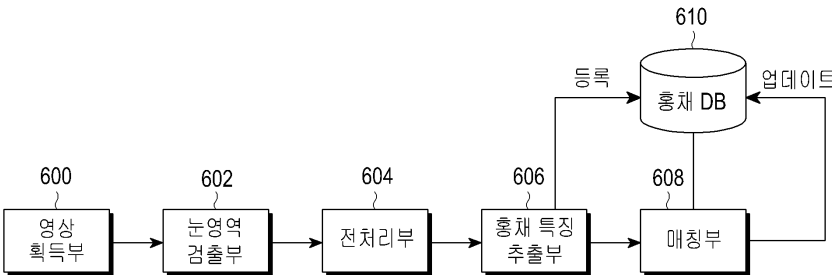 610
등록
홍채 DB
업데이트
600
602
604
606
608
영상
획득부
눈영역
검출부
전처리부
홍채 특징
추출부
매칭부